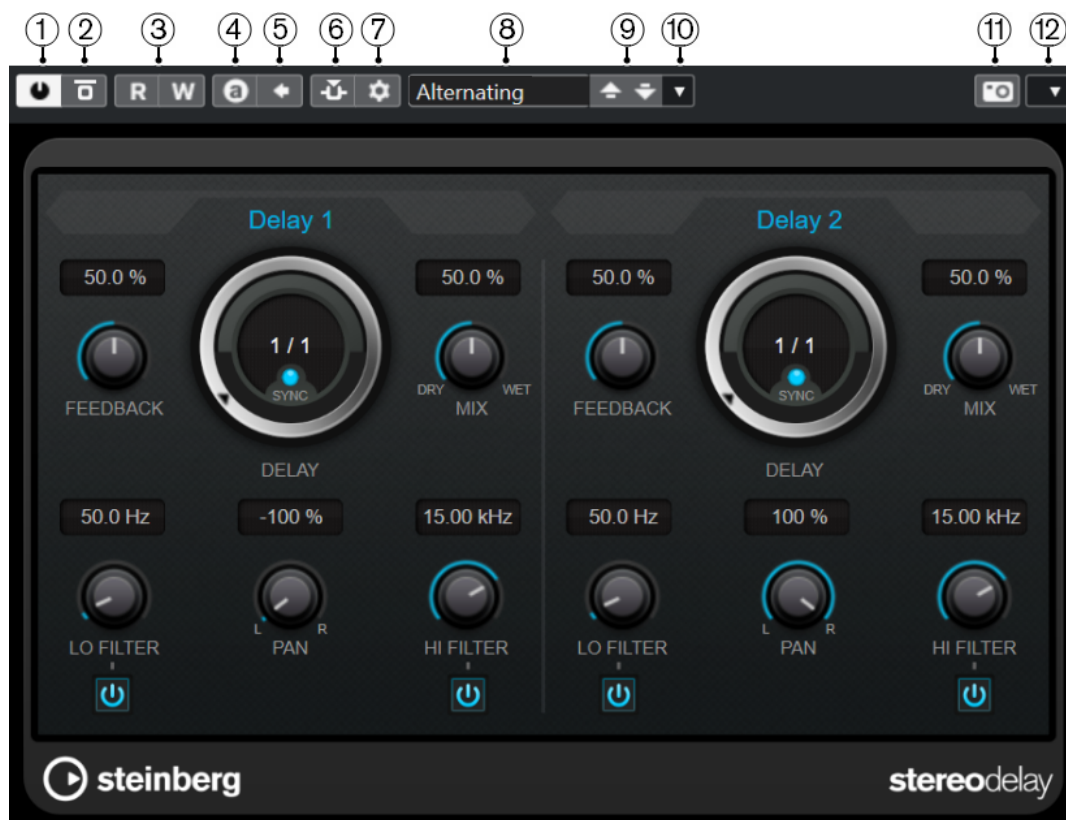 1 2 3 4 5 6 7 8 9 10 11 12
R W a Alternating
Delay 1 Delay 2
50.0 % 50.0 % 50.0 % 50.0 %
1 / 1 1 / 1
SYNC SYNC
DRY WET DRY WET
FEEDBACK MIX FEEDBACK MIX
DELAY DELAY
50.0 Hz -100 % 15.00 kHz 50.0 Hz 100 % 15.00 kHz
L R L R
LO FILTER PAN HI FILTER LO FILTER PAN HI FILTER
steinberg stereodelay